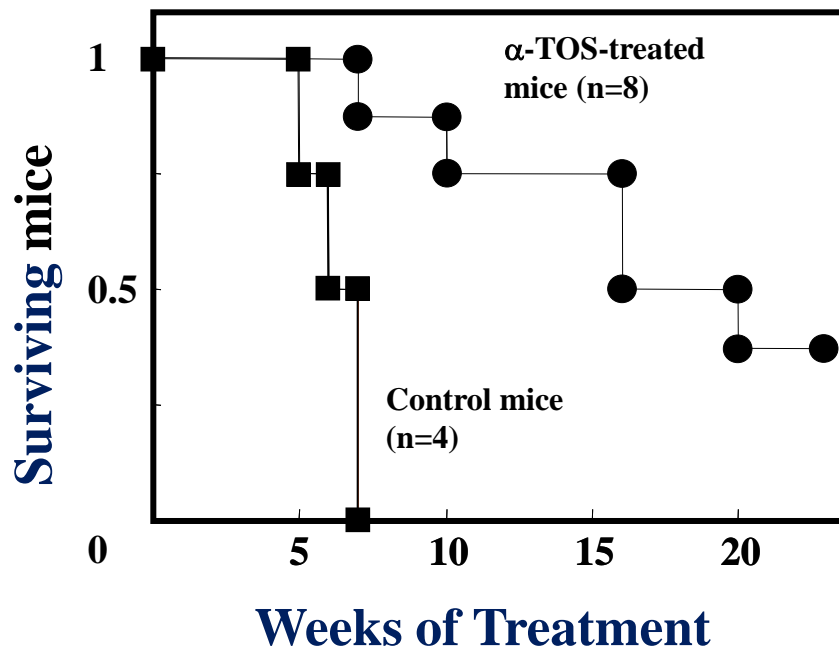 α-TOS-treated
mice (n=8)
1
Surviving mice
0.5
Control mice
(n=4)
0
5
10
15
20
Weeks of Treatment